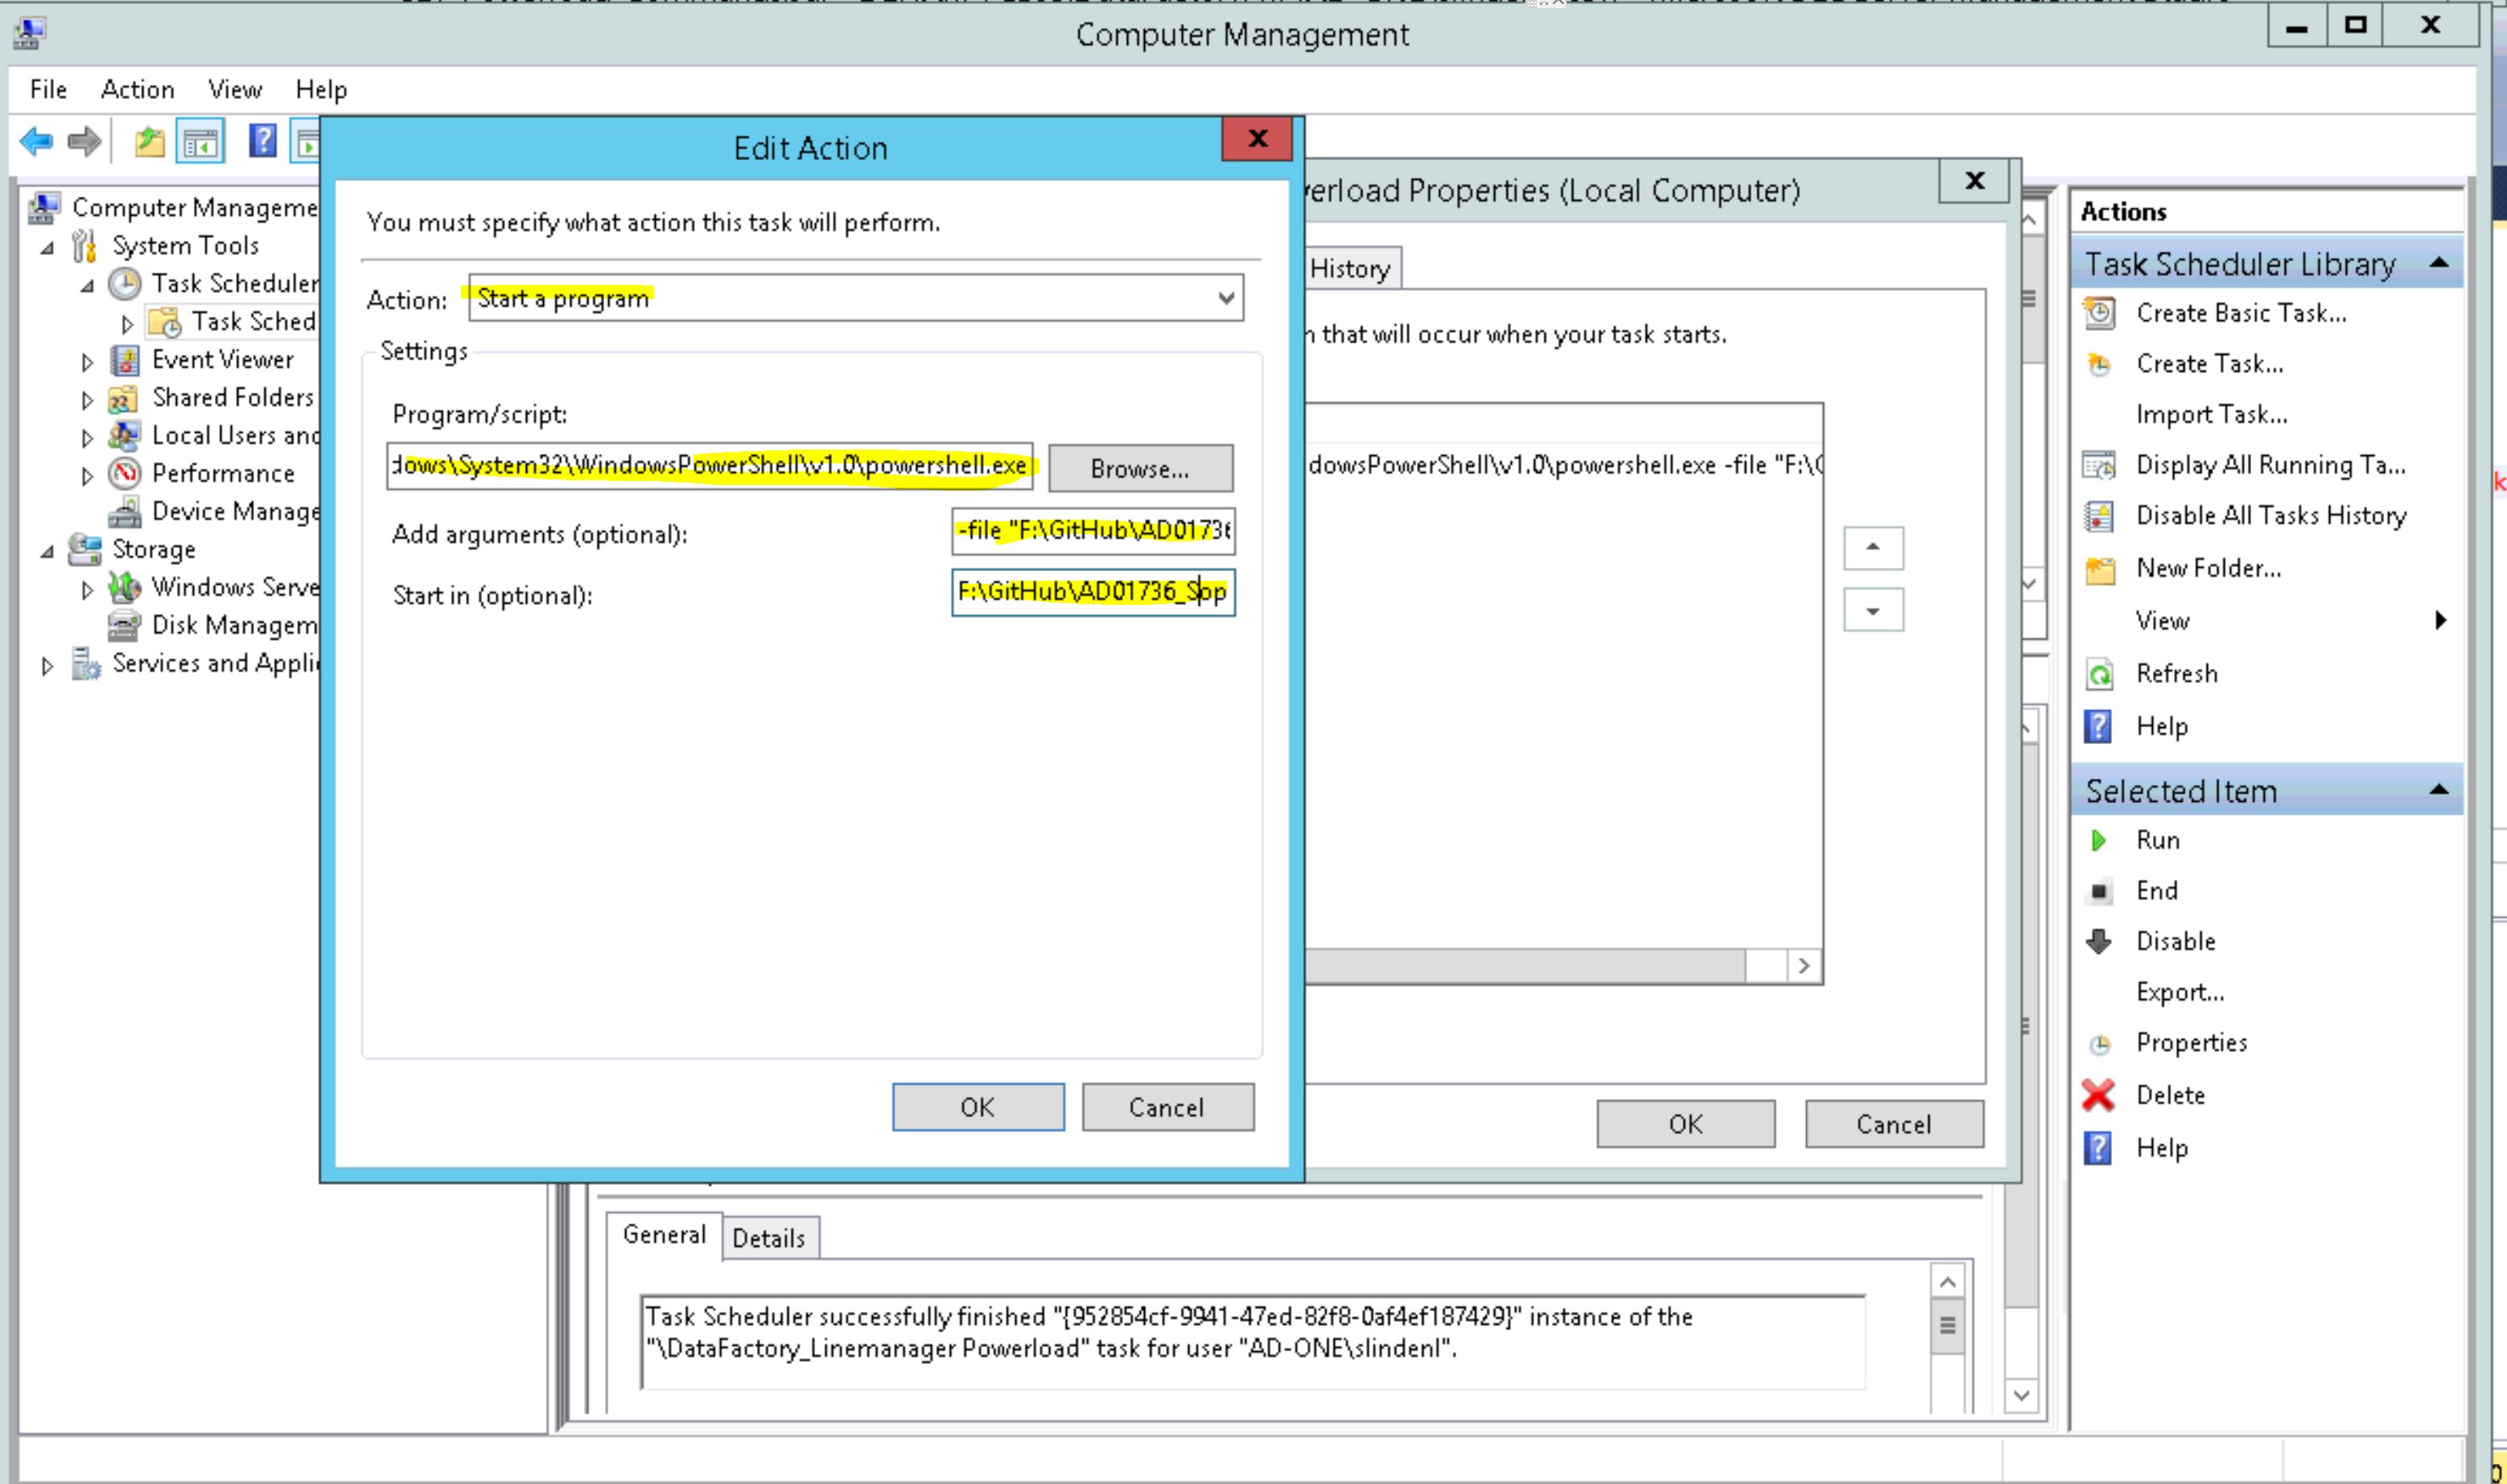 Computer Management
File Action View Help
Computer Manageme
System Tools
Task Scheduler
Task Sched
Event Viewer
Shared Folders
Local Users and
Performance
Device Manage
Storage
Windows Serve
Disk Managem
Services and Appli
Edit Action
You must specify what action this task will perform.
Action: Start a program
Settings
Program/script:
dows\System32\WindowsPowerShell\v1.0\powershell.exe
Browse...
Add arguments (optional): -file "F:\GitHub\AD01736
Start in (optional): F:\GitHub\AD01736_Sop
OK Cancel
erload Properties (Local Computer)
History
n that will occur when your task starts.
dowsPowerShell\v1.0\powershell.exe -file "F:\G
OK Cancel
General Details
Task Scheduler successfully finished "{952854cf-9941-47ed-82f8-0af4ef187429}" instance of the
"\DataFactory_Linemanager Powerload" task for user "AD-ONE\slindenl".
Actions
Task Scheduler Library
Create Basic Task...
Create Task...
Import Task...
Display All Running Ta...
Disable All Tasks History
New Folder...
View
Refresh
Help
Selected Item
Run
End
Disable
Export...
Properties
Delete
Help
k